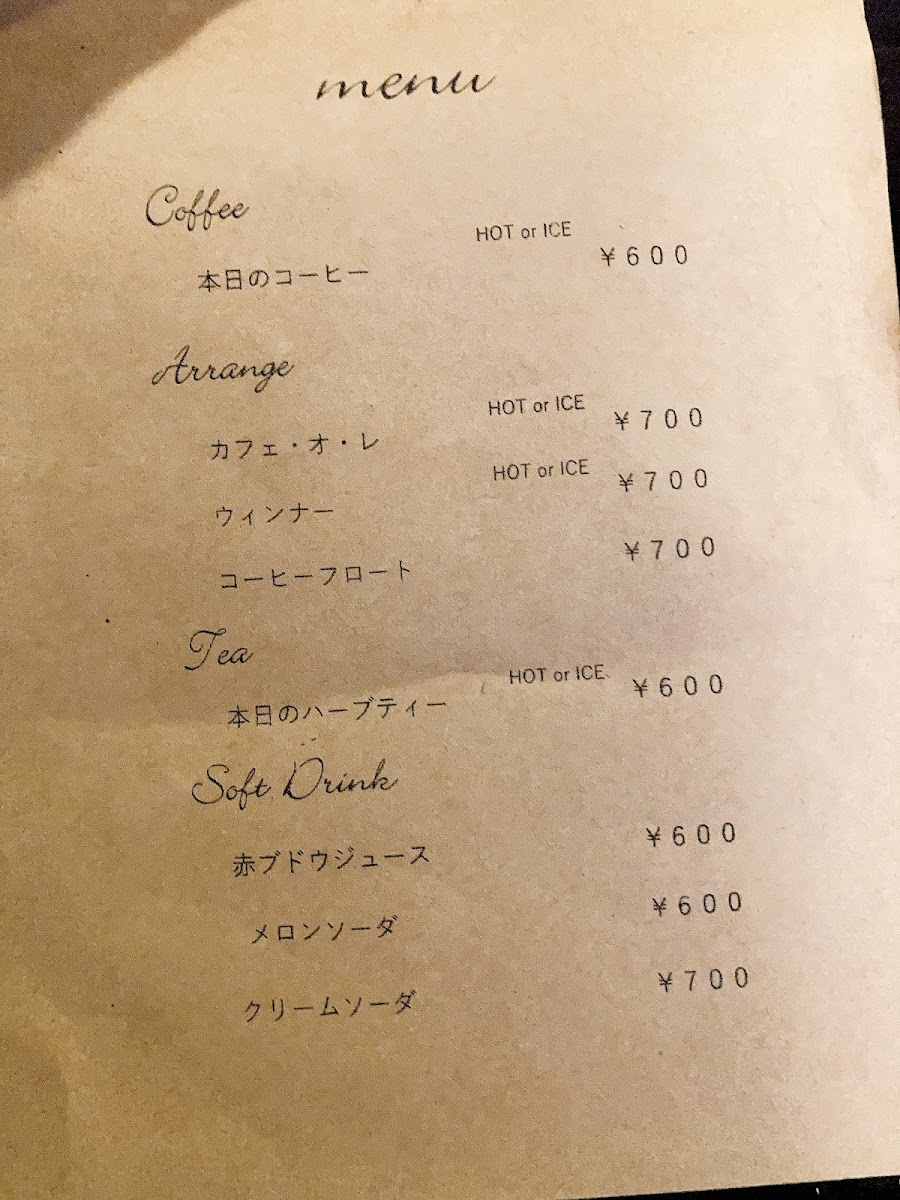 menu
Coffee
本日のコーヒー HOT or ICE ¥600
Arrange
カフェ・オ・レ HOT or ICE ¥700
ウィンナー HOT or ICE ¥700
コーヒーフロート ¥700
Tea
本日のハーブティー HOT or ICE ¥600
Soft Drink
赤ブドウジュース ¥600
メロンソーダ ¥600
クリームソーダ ¥700